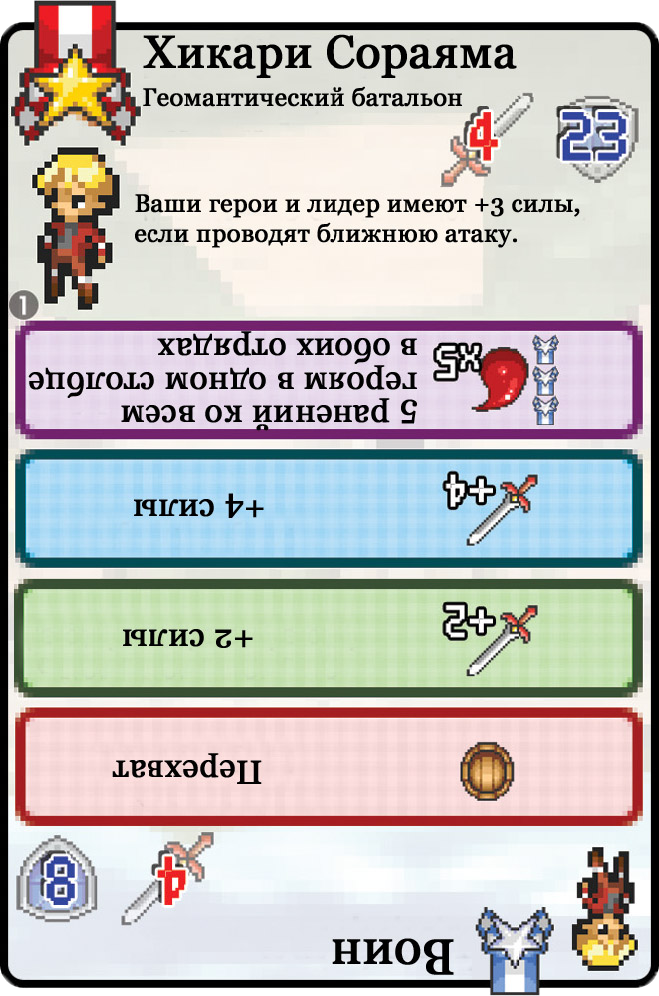 Хикари Сораяма
Геомантический батальон
4
23
Ваши герои и лидер имеют +3 силы,
если проводят ближнюю атаку.
1
Воин
4
8
Перехват
+2 силы
+2
+4 силы
+4
5 ранений ко всем
героям в одном столбце
в обоих отрядах
x5